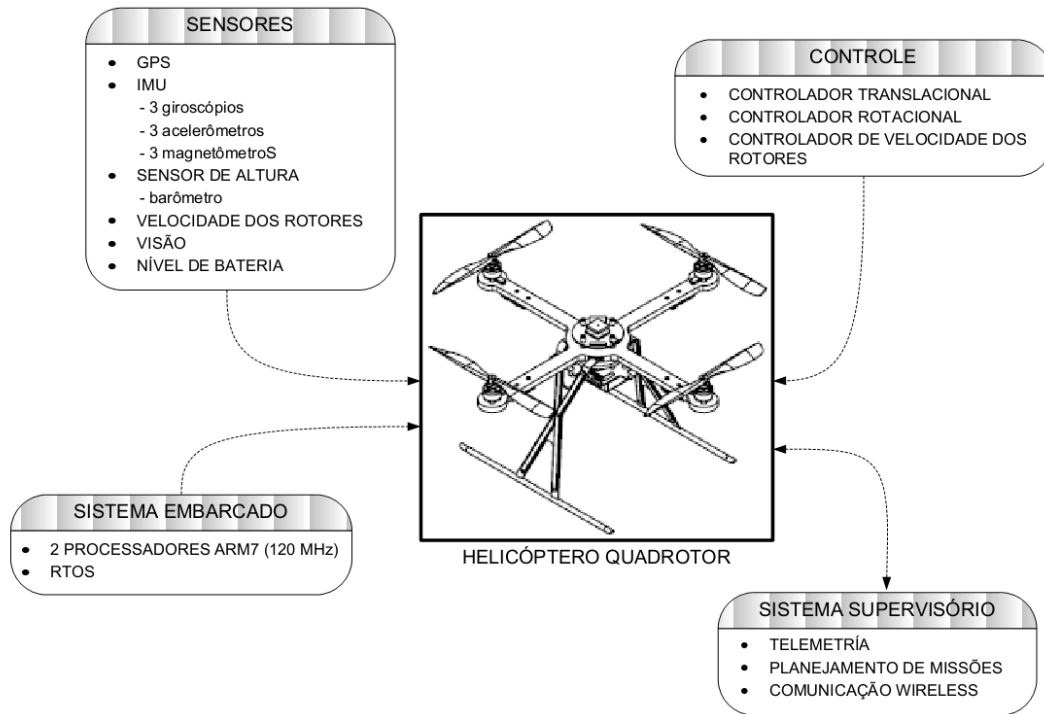 SENSORES
• GPS
• IMU
- 3 giroscópios
- 3 acelerômetros
- 3 magnetômetroS
• SENSOR DE ALTURA
- barômetro
• VELOCIDADE DOS ROTORES
• VISÃO
• NÍVEL DE BATERIA
CONTROLE
• CONTROLADOR TRANSLACIONAL
• CONTROLADOR ROTACIONAL
• CONTROLADOR DE VELOCIDADE DOS
ROTORES
SISTEMA EMBARCADO
• 2 PROCESSADORES ARM7 (120 MHz)
• RTOS
HELICÓPTERO QUADROTOR
SISTEMA SUPERVISÓRIO
• TELEMETRÍA
• PLANEJAMENTO DE MISSÕES
• COMUNICAÇÃO WIRELESS